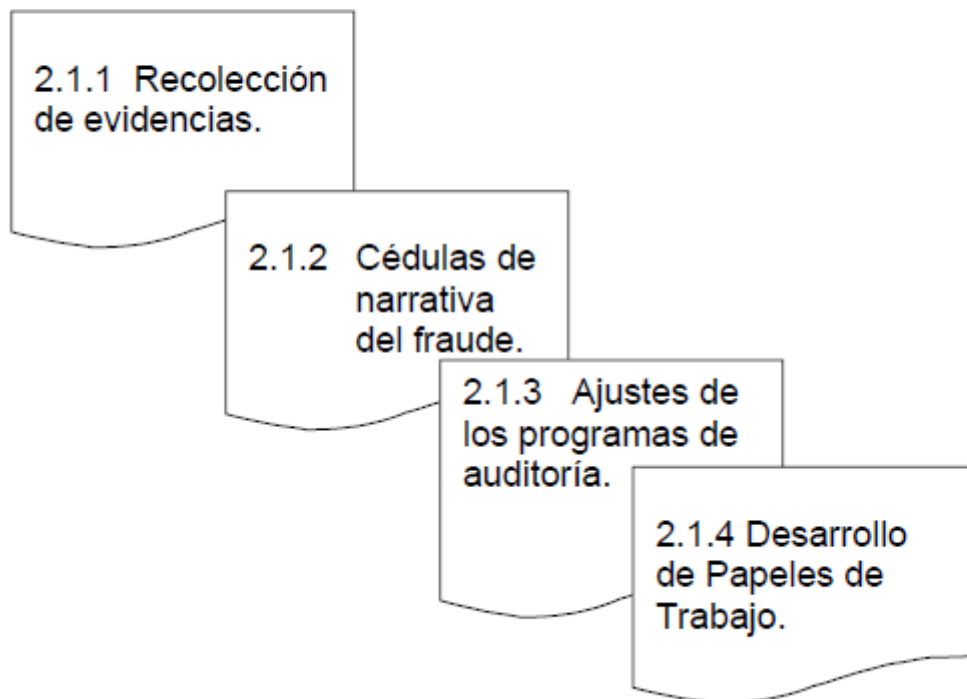 2.1.1 Recolección
de evidencias.
2.1.2 Cédulas de
narrativa
del fraude.
2.1.3 Ajustes de
los programas de
auditoría.
2.1.4 Desarrollo
de Papeles de
Trabajo.